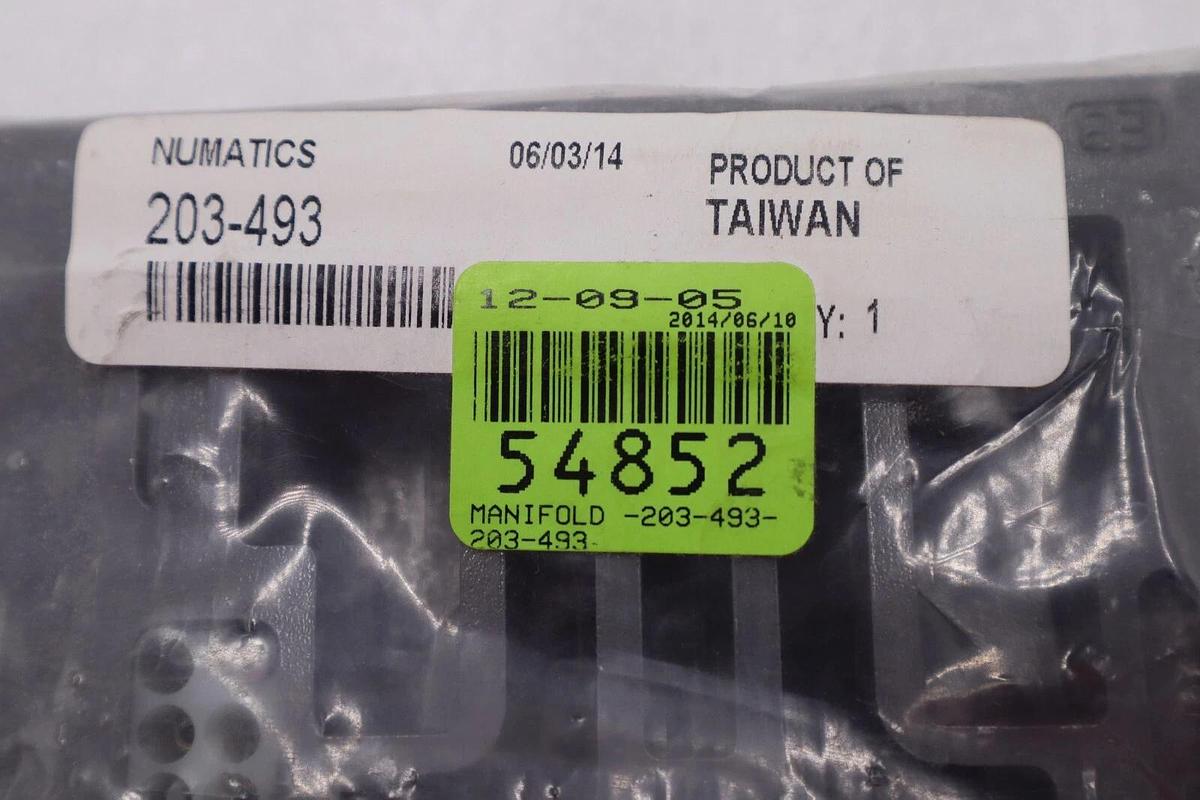 NUMATICS
06/03/14
203-493
PRODUCT OF
TAIWAN
Y: 1
12-09-05
2014/06/10
54852
MANIFOLD -203-493-
203-493